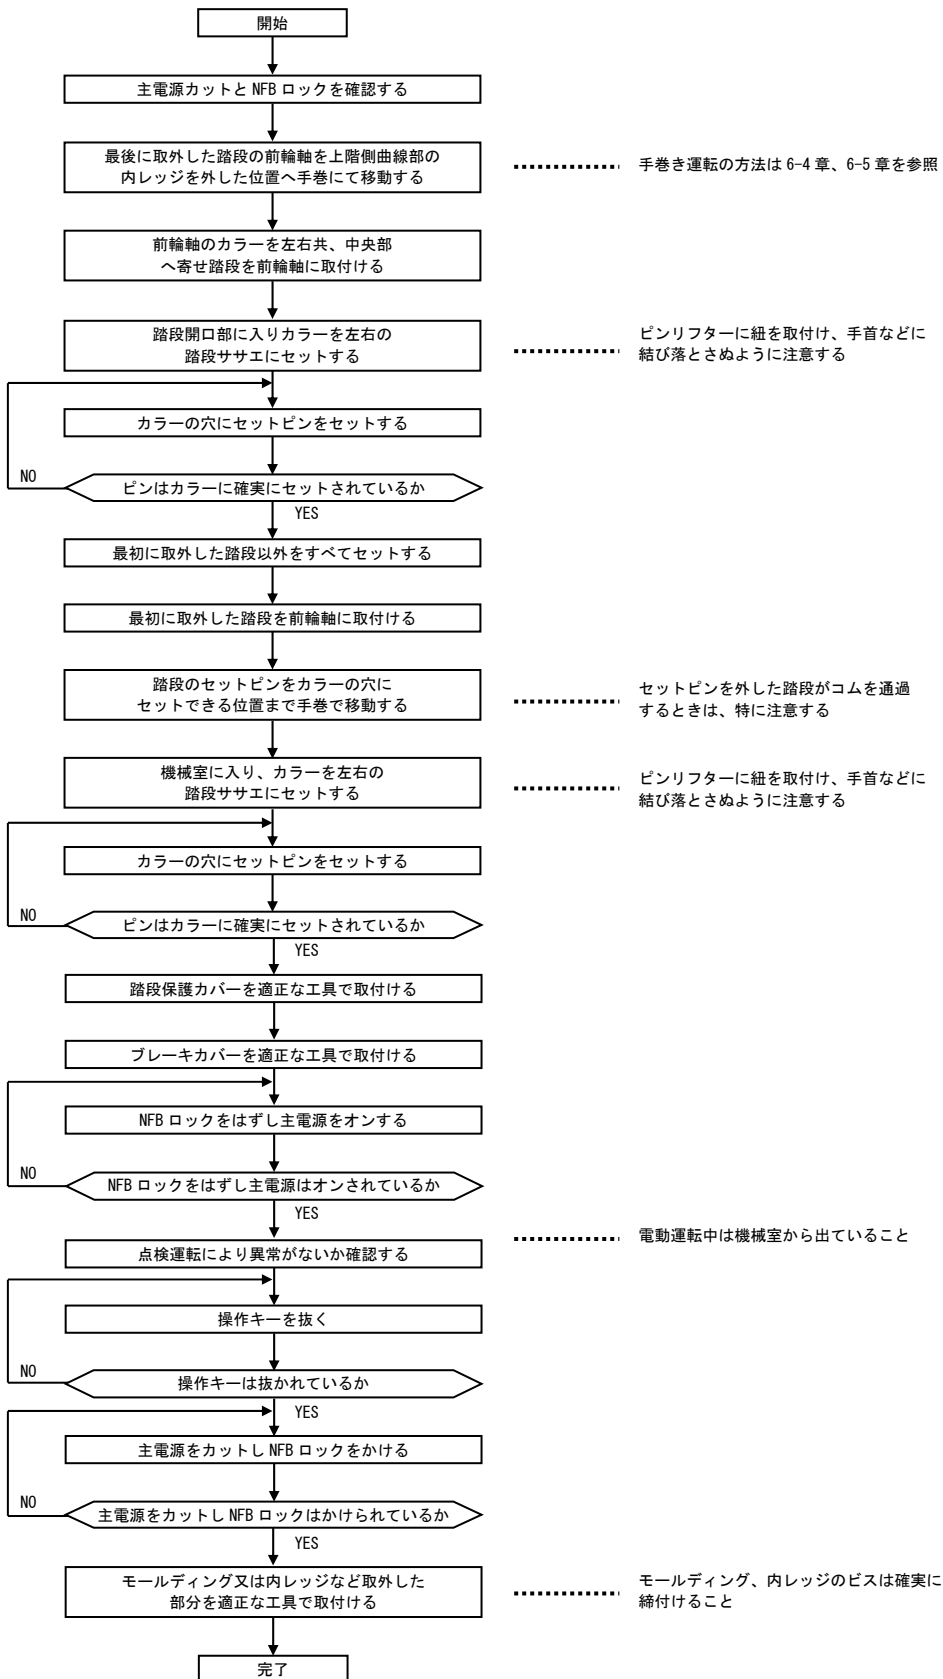 開始
主電源カットと NFB ロックを確認する
最後に取外した踏段の前輪軸を上階側曲線部の
内レッジを外した位置へ手巻にて移動する
手巻き運転の方法は 6-4 章、6-5 章を参照
前輪軸のカラーを左右共、中央部
へ寄せ踏段を前輪軸に取付ける
踏段開口部に入りカラーを左右の
踏段ササエにセットする
ピンリフターに紐を取付け、手首などに
結び落とさぬように注意する
カラーの穴にセットピンをセットする
NO
ピンはカラーに確実にセットされているか
YES
最初に取外した踏段以外をすべてセットする
最初に取外した踏段を前輪軸に取付ける
踏段のセットピンをカラーの穴に
セットできる位置まで手巻で移動する
セットピンを外した踏段がコムを通過
するときは、特に注意する
機械室に入り、カラーを左右の
踏段ササエにセットする
ピンリフターに紐を取付け、手首などに
結び落とさぬように注意する
カラーの穴にセットピンをセットする
NO
ピンはカラーに確実にセットされているか
YES
踏段保護カバーを適正な工具で取付ける
ブレーキカバーを適正な工具で取付ける
NFB ロックをはずし主電源をオンする
NO
NFB ロックをはずし主電源はオンされているか
YES
点検運転により異常がないか確認する
電動運転中は機械室から出ていること
操作キーを抜く
NO
操作キーは抜かれているか
YES
主電源をカットし NFB ロックをかける
NO
主電源をカットし NFB ロックはかけられているか
YES
モールディング又は内レッジなど取外した
部分を適正な工具で取付ける
モールディング、内レッジのビスは確実に
締付けること
完了